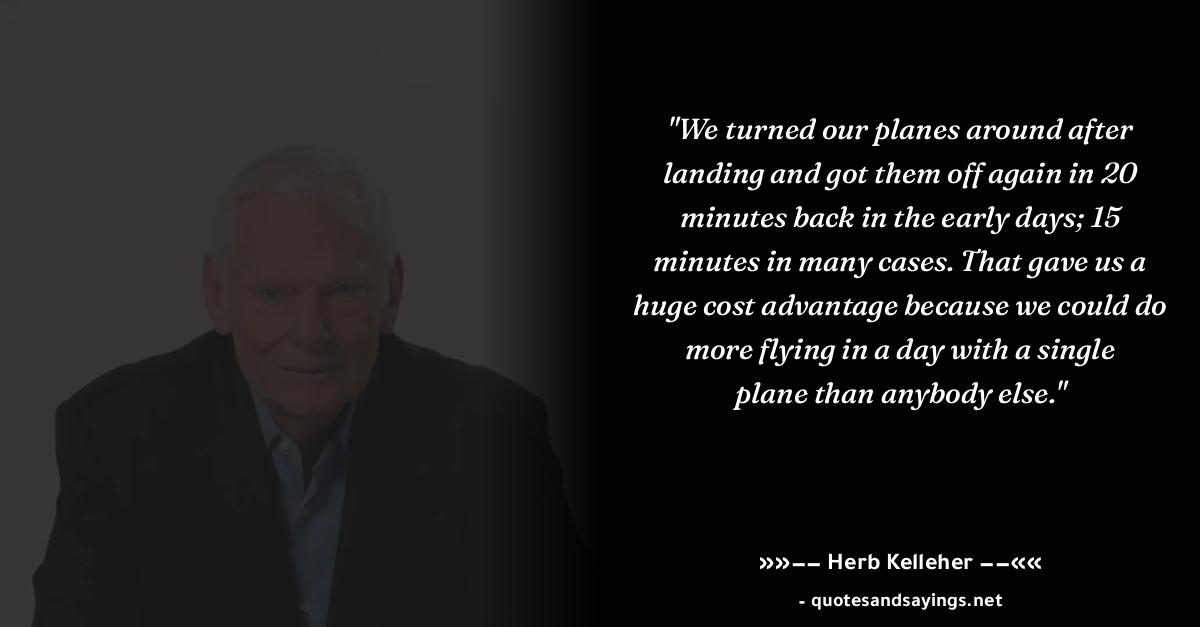 "We turned our planes around after
landing and got them off again in 20
minutes back in the early days; 15
minutes in many cases. That gave us a
huge cost advantage because we could do
more flying in a day with a single
plane than anybody else."
»»−− Herb Kelleher −−««
- quotesandsayings.net